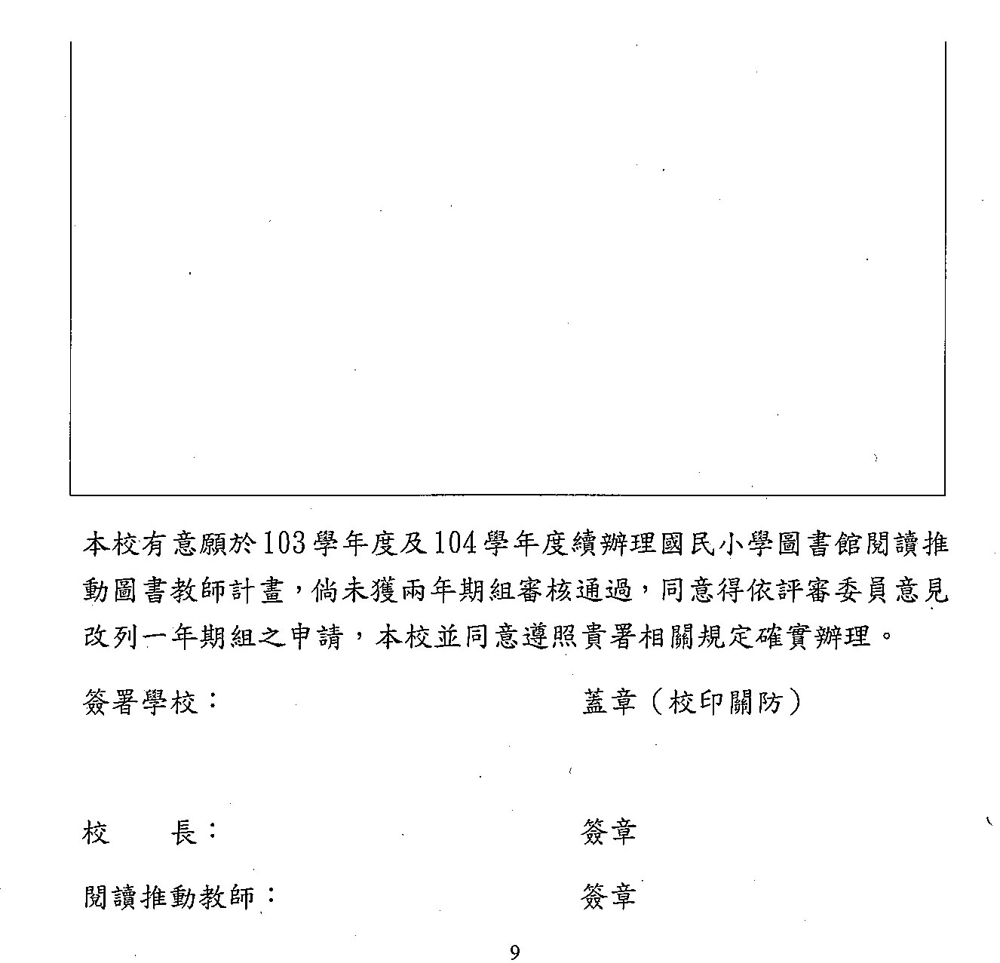 本校有意願於103學年度及104學年度續辦理國民小學圖書館閱讀推
動圖書教師計畫，倘未獲兩年期組審核通過，同意得依評審委員意見
改列一年期組之申請，本校並同意遵照貴署相關規定確實辦理。
簽署學校： 蓋章（校印關防）
校 長： 簽章
閱讀推動教師： 簽章
9